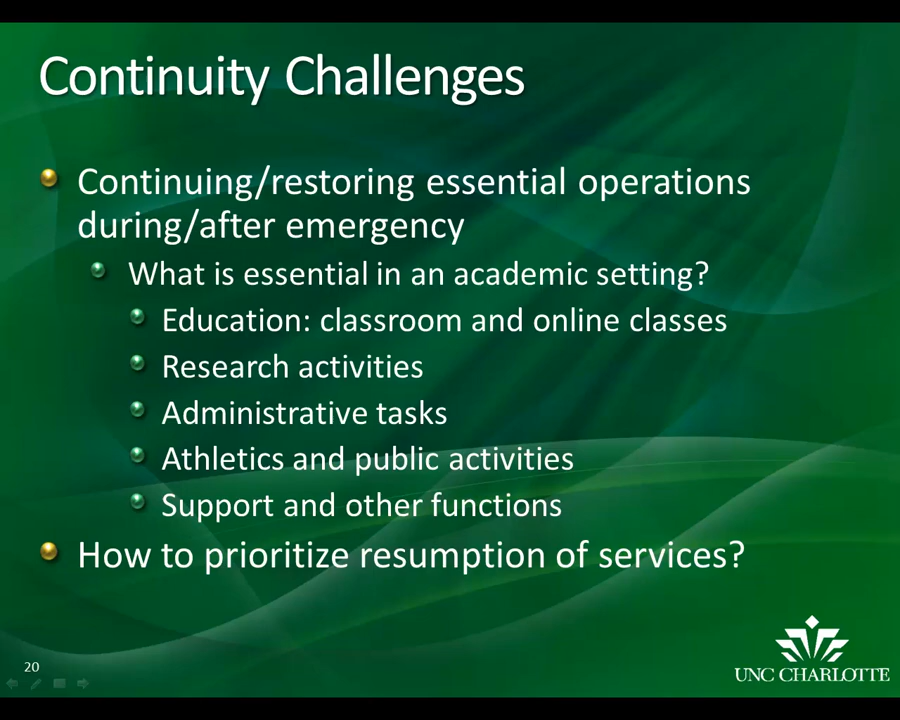 Continuity Challenges
Continuing/restoring essential operations
during/after emergency
What is essential in an academic setting?
Education: classroom and online classes
Research activities
Administrative tasks
Athletics and public activities
Support and other functions
How to prioritize resumption of services?
20
UNC CHARLOTTE